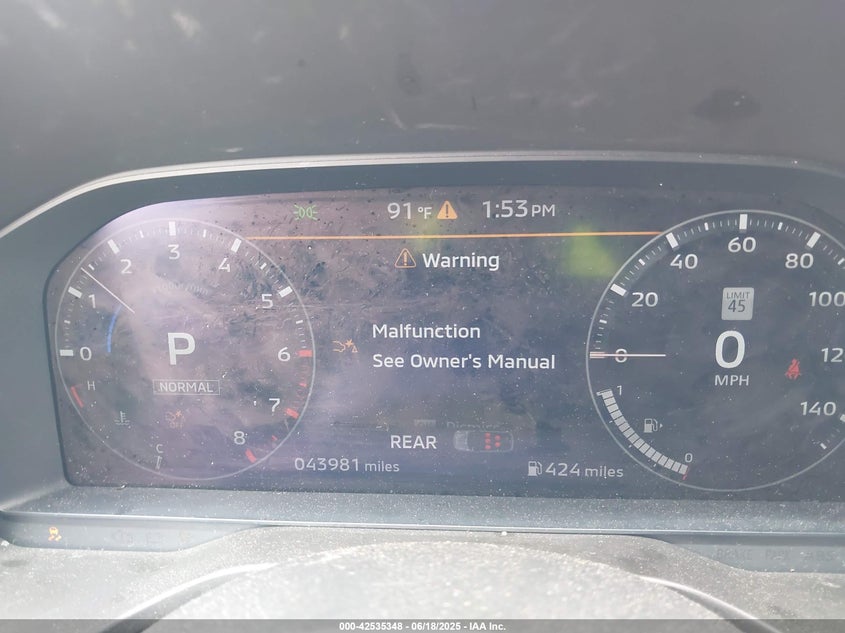 91 °F 1:53 PM
Warning
Malfunction
See Owner's Manual
0 1 2 3 4 5 6 7 8
P
NORMAL
H
C
OFF
0 20 40 60 80 100 12 140
LIMIT
45
0
MPH
1
0
REAR
043981 miles
424 miles
000-42535348 | 06/18/2025 - IAA Inc.